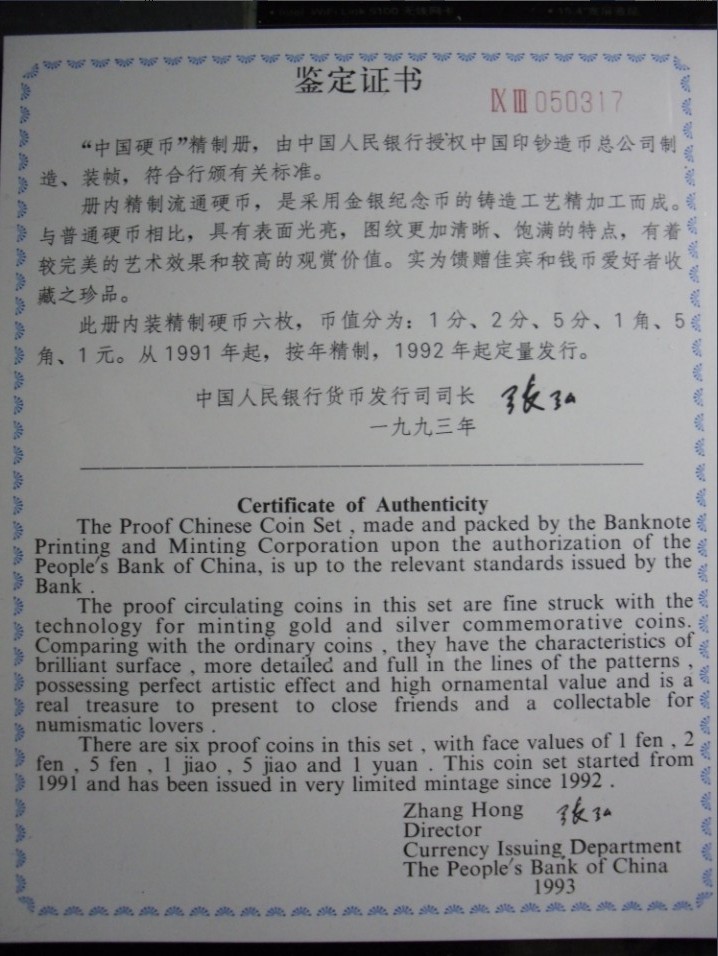 鉴定证书
Ⅸ Ⅲ 050317
“中国硬币”精制册，由中国人民银行授权中国印钞造币总公司制
造、装帧，符合行颁有关标准。
册内精制流通硬币，是采用金银纪念币的铸造工艺精加工而成。
与普通硬币相比，具有表面光亮，图纹更加清晰、饱满的特点，有着
较完美的艺术效果和较高的观赏价值。实为馈赠佳宾和钱币爱好者收
藏之珍品。
此册内装精制硬币六枚，币值分为：1分、2分、5分、1角、5
角、1元。从1991年起，按年精制，1992年起定量发行。
中国人民银行货币发行司司长 张弘
一九九三年
Certificate of Authenticity
The Proof Chinese Coin Set , made and packed by the Banknote
Printing and Minting Corporation upon the authorization of the
People's Bank of China, is up to the relevant standards issued by the
Bank .
The proof circulating coins in this set are fine struck with the
technology for minting gold and silver commemorative coins.
Comparing with the ordinary coins , they have the characteristics of
brilliant surface , more detailed and full in the lines of the patterns ,
possessing perfect artistic effect and high ornamental value and is a
real treasure to present to close friends and a collectable for
numismatic lovers .
There are six proof coins in this set , with face values of 1 fen , 2
fen , 5 fen , 1 jiao , 5 jiao and 1 yuan . This coin set started from
1991 and has been issued in very limited mintage since 1992 .
Zhang Hong 张弘
Director
Currency Issuing Department
The People's Bank of China
1993